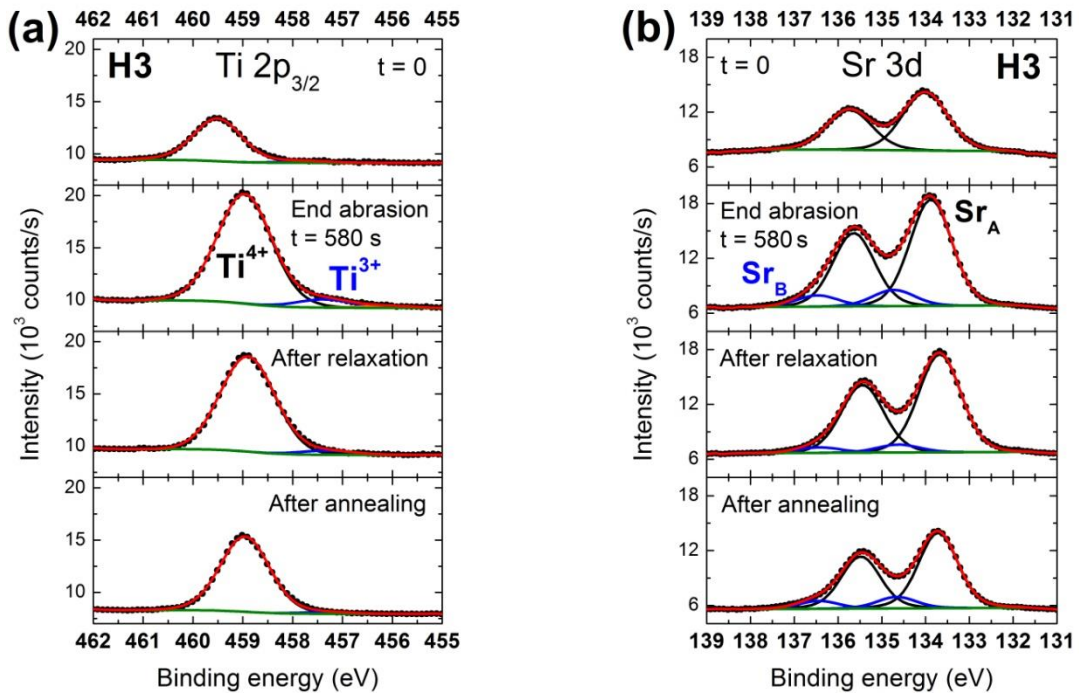 (a)
462 461 460 459 458 457 456 455
H3 Ti 2p3/2 t = 0
20
15
10
20
15
10
End abrasion
t = 580 s
Ti4+
Ti3+
20
15
10
After relaxation
20
15
10
After annealing
462 461 460 459 458 457 456 455
Binding energy (eV)
Intensity (10³ counts/s)
(b)
139 138 137 136 135 134 133 132 131
t = 0 Sr 3d H3
18
12
6
18
12
6
End abrasion
t = 580 s
SrA
SrB
18
12
6
After relaxation
18
12
6
After annealing
139 138 137 136 135 134 133 132 131
Binding energy (eV)
Intensity (10³ counts/s)